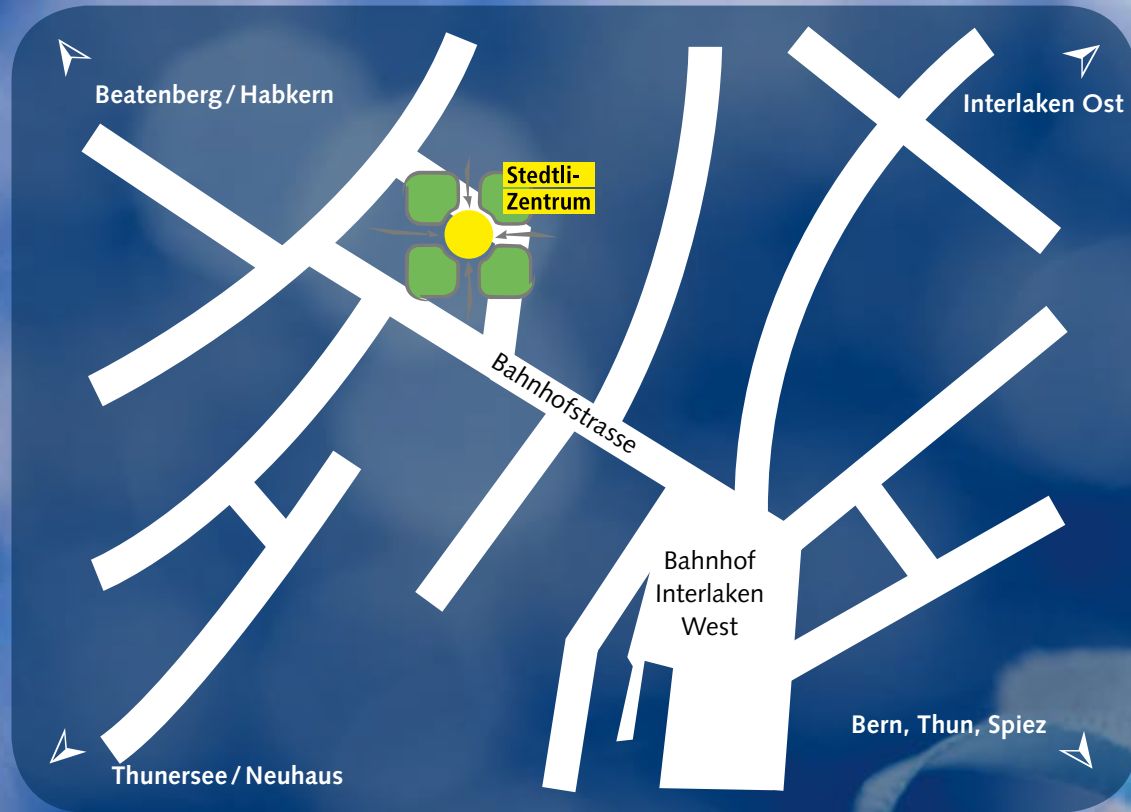 Beatenberg / Habkern
Interlaken Ost
Stedtli-
Zentrum
Bahnhofstrasse
Bahnhof
Interlaken
West
Bern, Thun, Spiez
Thunersee / Neuhaus